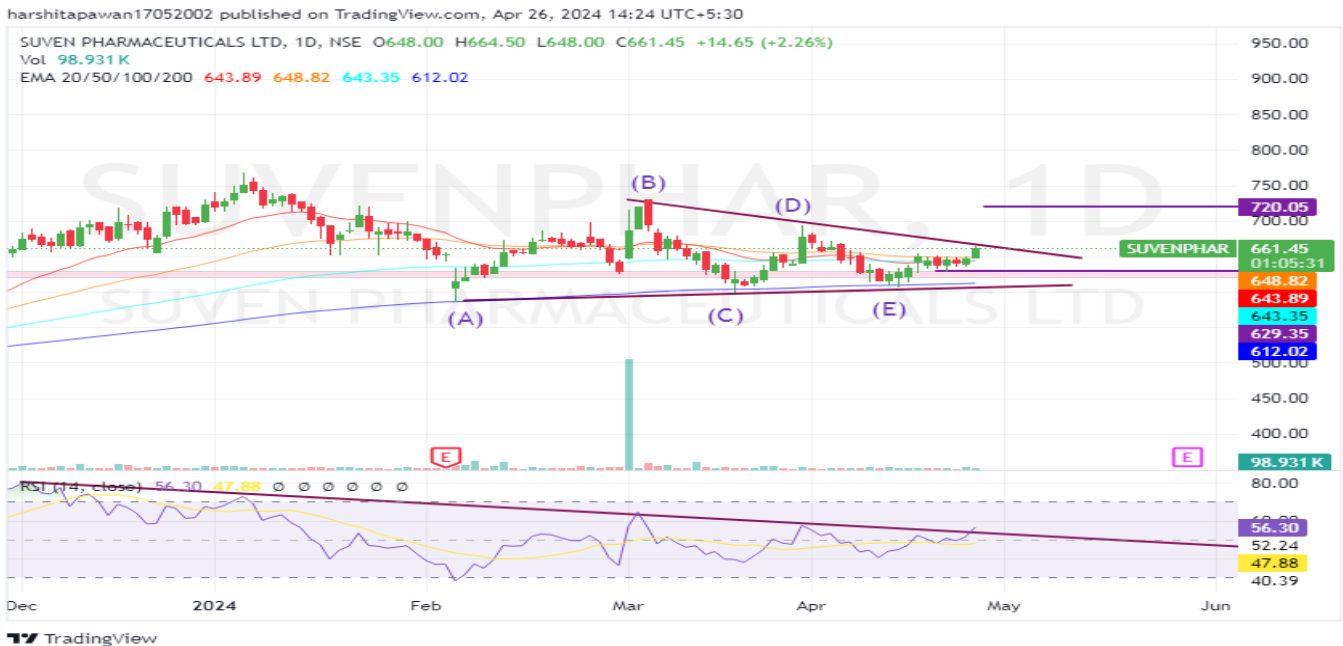 harshitapawan17052002 published on TradingView.com, Apr 26, 2024 14:24 UTC+5:30
SUVEN PHARMACEUTICALS LTD, 1D, NSE O648.00 H664.50 L648.00 C661.45 +14.65 (+2.26%)
Vol 98.931 K
EMA 20/50/100/200 643.89 648.82 643.35 612.02
SUVENPHAR, 1D
SUVEN PHARMACEUTICALS LTD
950.00
900.00
850.00
800.00
750.00
720.05
700.00
SUVENPHAR 661.45
01:05:31
648.82
643.89
643.35
629.35
612.02
500.00
450.00
400.00
98.931 K
(A)
(B)
(C)
(D)
(E)
E
E
RSI (14, close) 56.30 47.88 Ø Ø Ø Ø Ø Ø
80.00
56.30
52.24
47.88
40.39
Dec 2024 Feb Mar Apr May Jun
TradingView